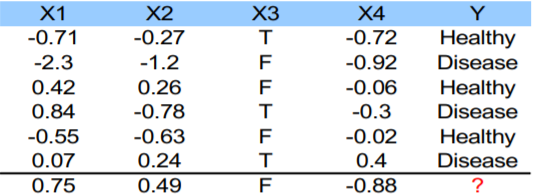 X1 X2 X3 X4 Y
-0.71 -0.27 T -0.72 Healthy
-2.3 -1.2 F -0.92 Disease
0.42 0.26 F -0.06 Healthy
0.84 -0.78 T -0.3 Disease
-0.55 -0.63 F -0.02 Healthy
0.07 0.24 T 0.4 Disease
0.75 0.49 F -0.88 ?